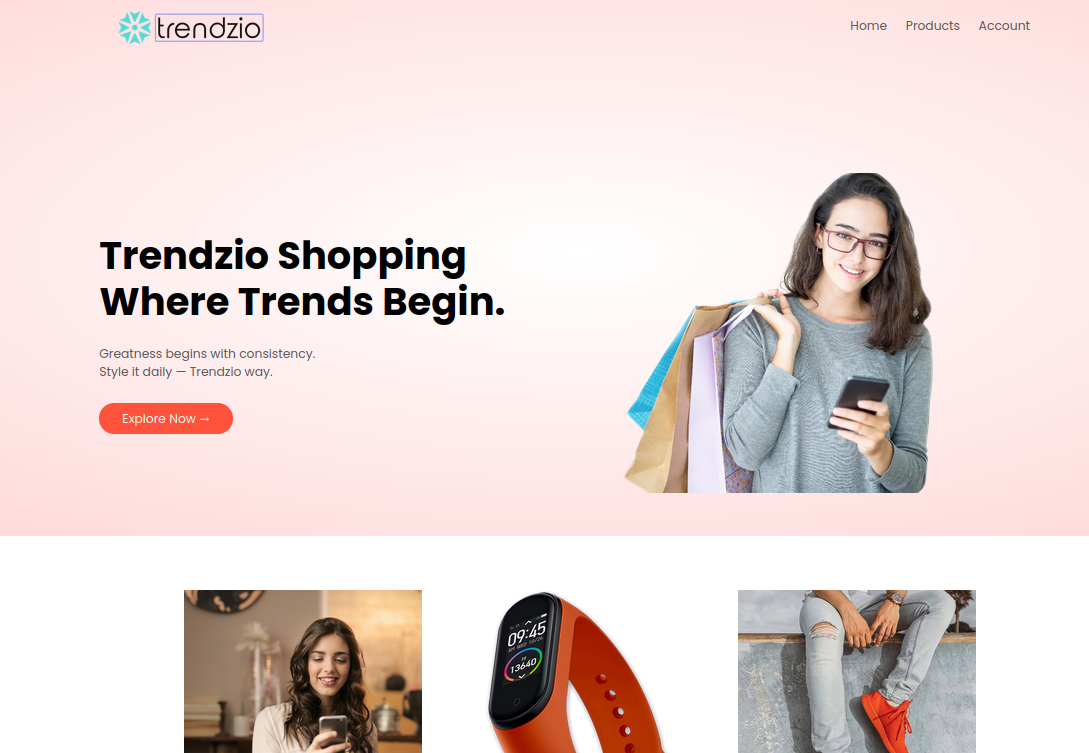 trendzio
Home Products Account
Trendzio Shopping
Where Trends Begin.
Greatness begins with consistency.
Style it daily — Trendzio way.
Explore Now →
09:45
13640